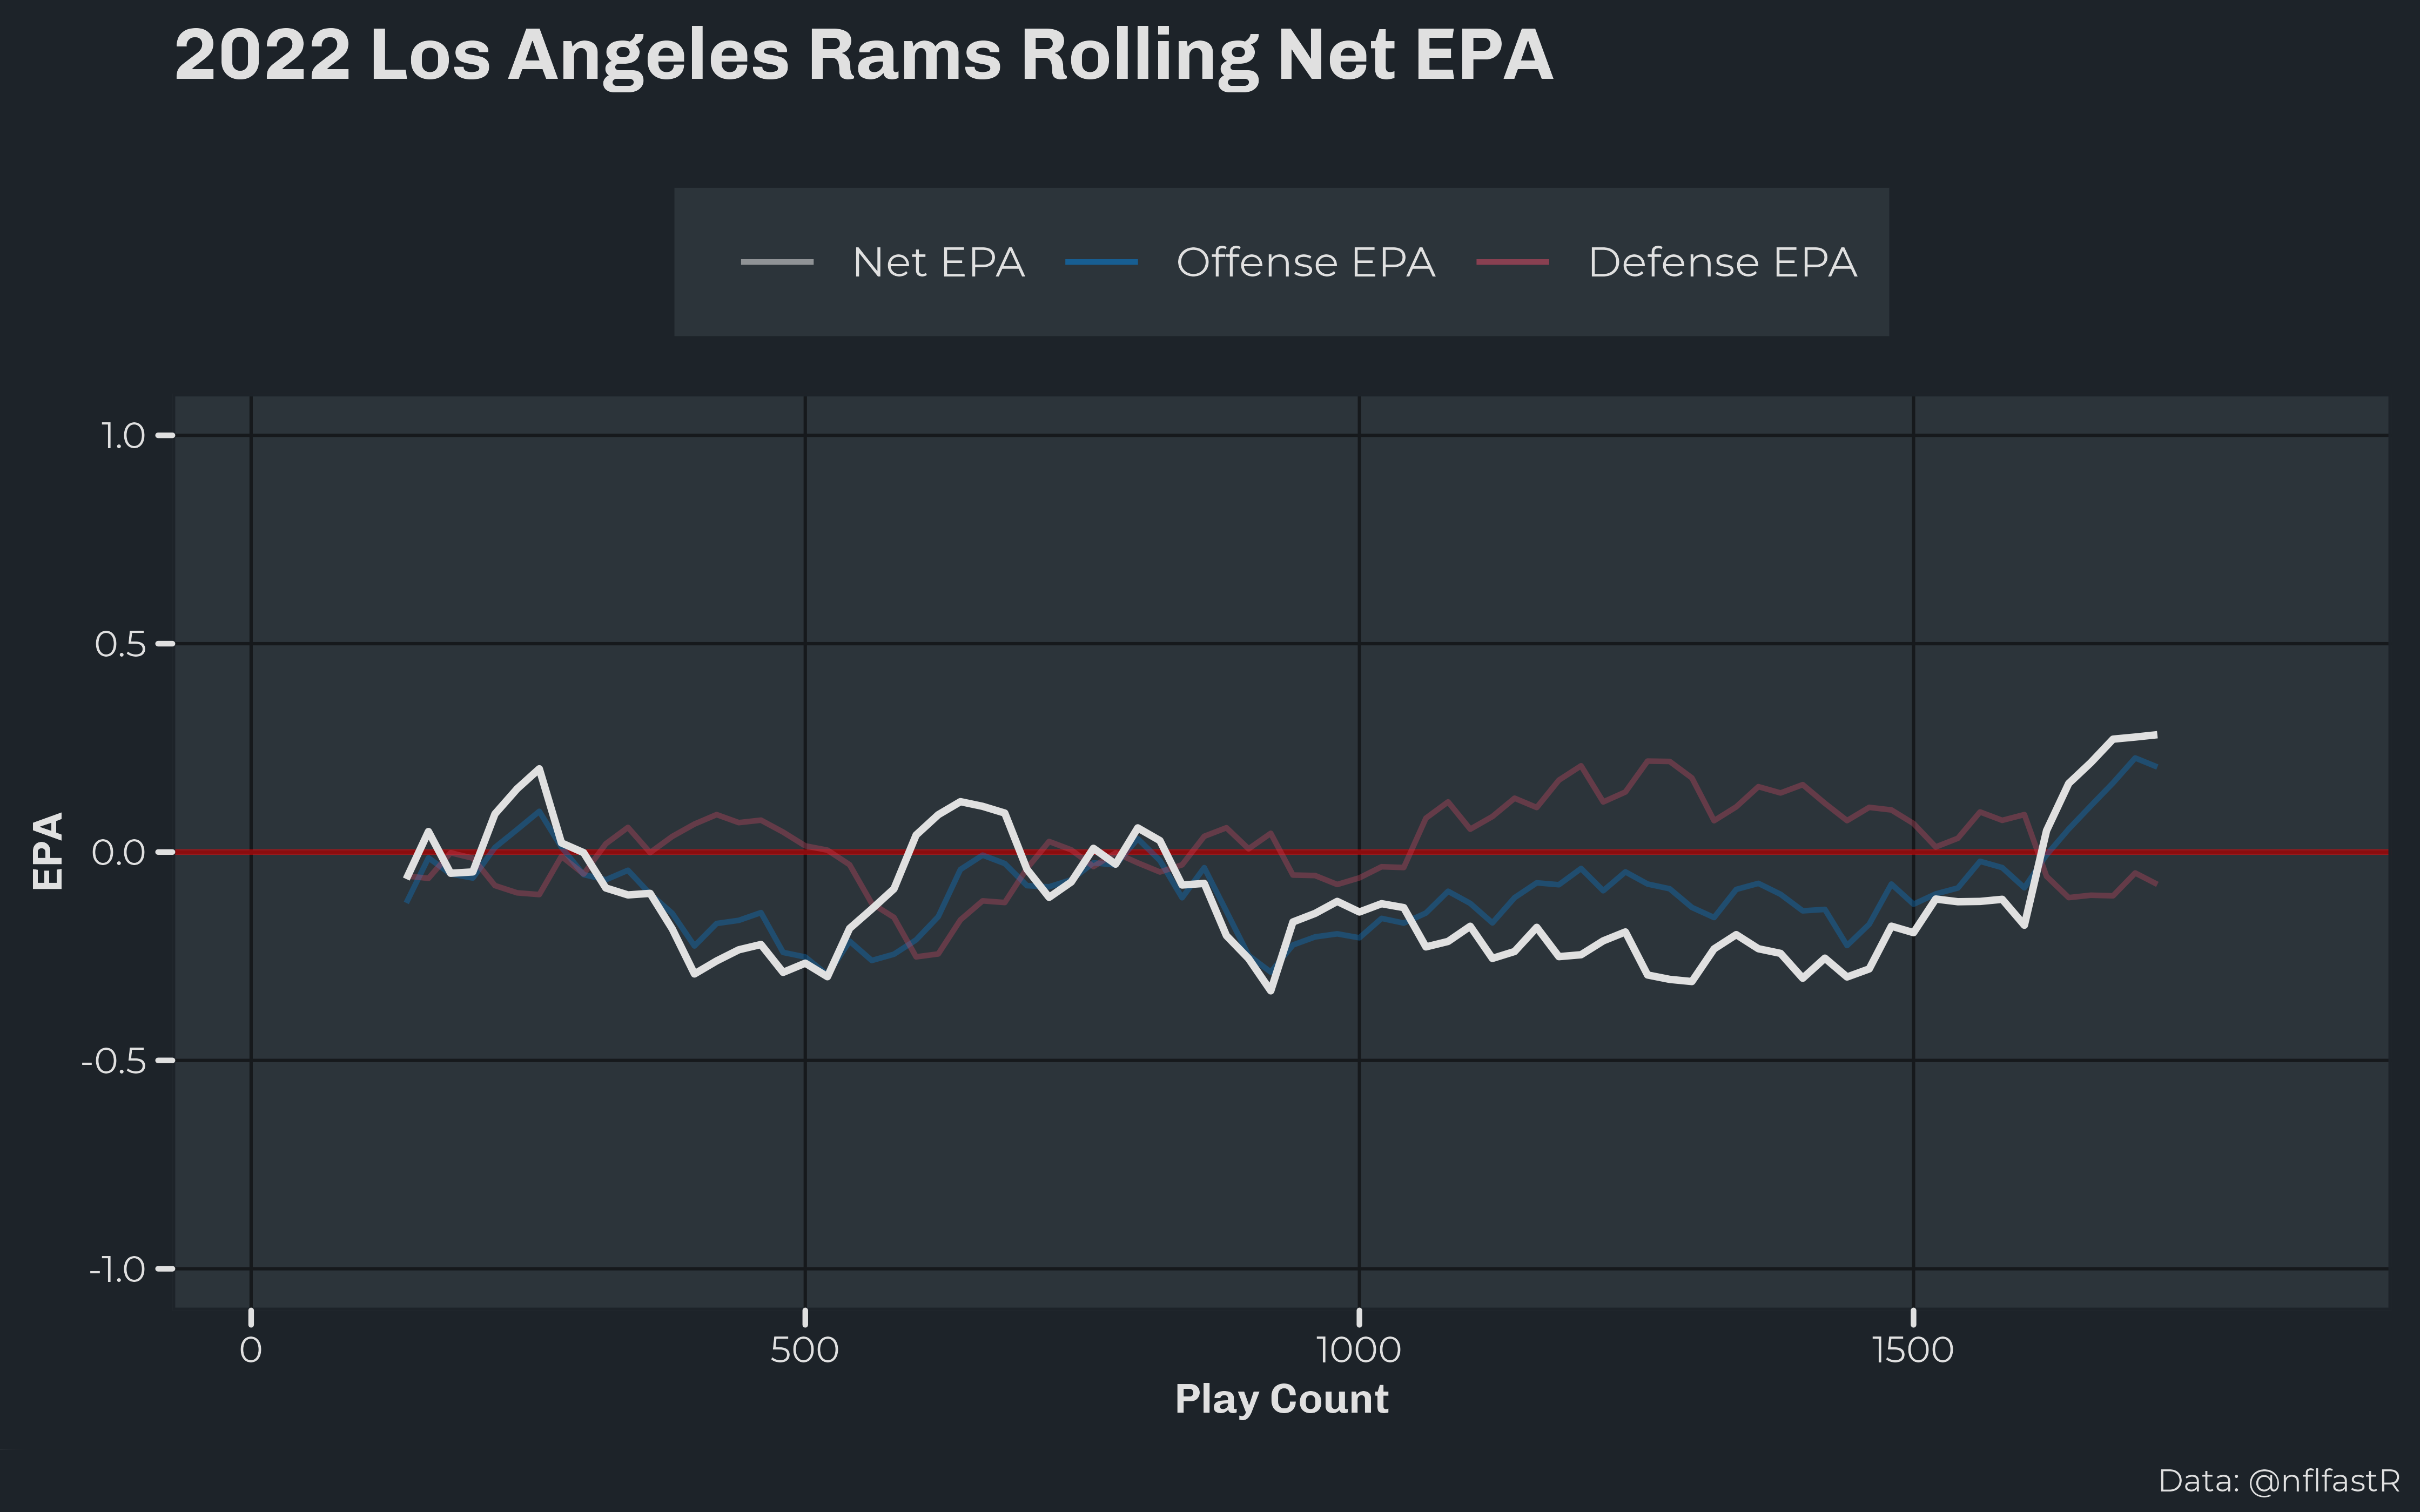 2022 Los Angeles Rams Rolling Net EPA
Net EPA Offense EPA Defense EPA
1.0
0.5
0.0
-0.5
-1.0
EPA
0 500 1000 1500
Play Count
Data: @nflfastR